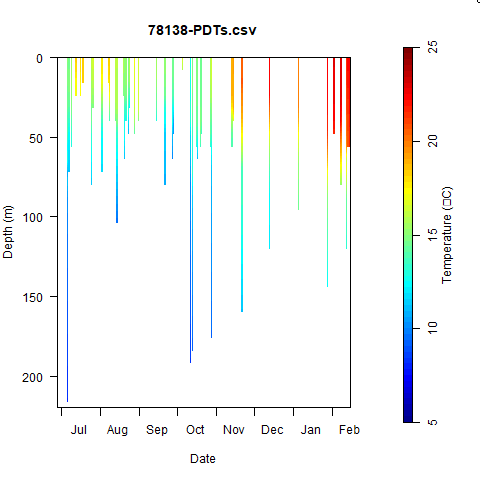 78138-PDTs.csv
0
50
100
150
200
Depth (m)
Jul Aug Sep Oct Nov Dec Jan Feb
Date
25
20
15
10
5
Temperature (□C)